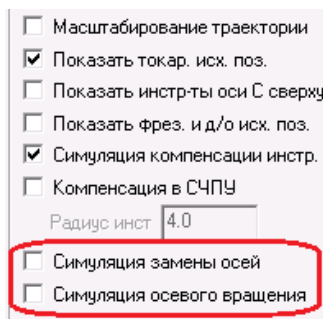 Масштабирование траектории
Показать токар. исх. поз.
Показать инстр-ты оси С сверху
Показать фрез. и д/о исх. поз.
Симуляция компенсации инстр.
Компенсация в СЧПУ
Радиус инст 4.0
Симуляция замены осей
Симуляция осевого вращения